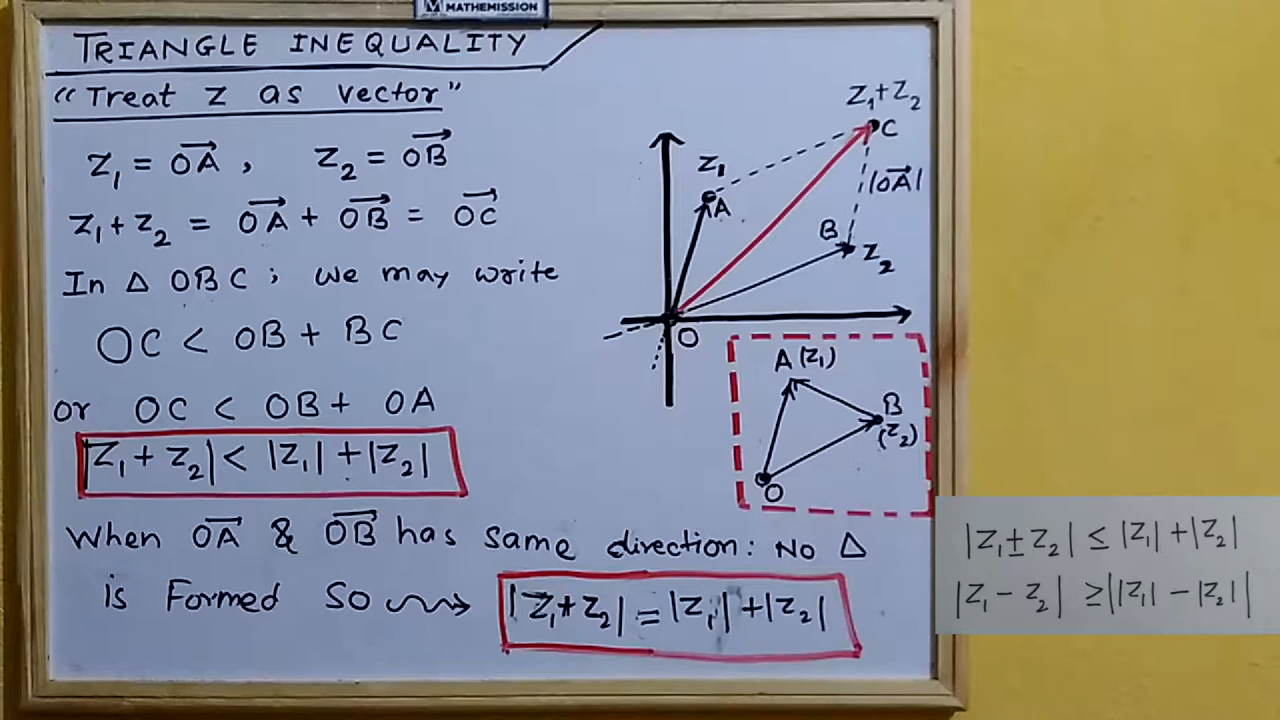 MATHEMISSION
TRIANGLE INEQUALITY
"Treat z as vector"
Z₁ = →OA , Z₂ = →OB
Z₁ + Z₂ = →OA + →OB = →OC
In Δ OBC ; we may write
OC < OB + BC
or OC < OB + OA
|Z₁ + Z₂| < |Z₁| + |Z₂|
When →OA & →OB has same direction: No Δ
is Formed So ⇝ |Z₁+Z₂| = |Z₁| + |Z₂|
Z₁+Z₂
C
Z₁
A
|→OA|
B
Z₂
O
A (Z₁)
B
(Z₂)
O
|Z₁ ± Z₂| ≤ |Z₁| + |Z₂|
|Z₁ − Z₂| ≥ ||Z₁| − |Z₂||